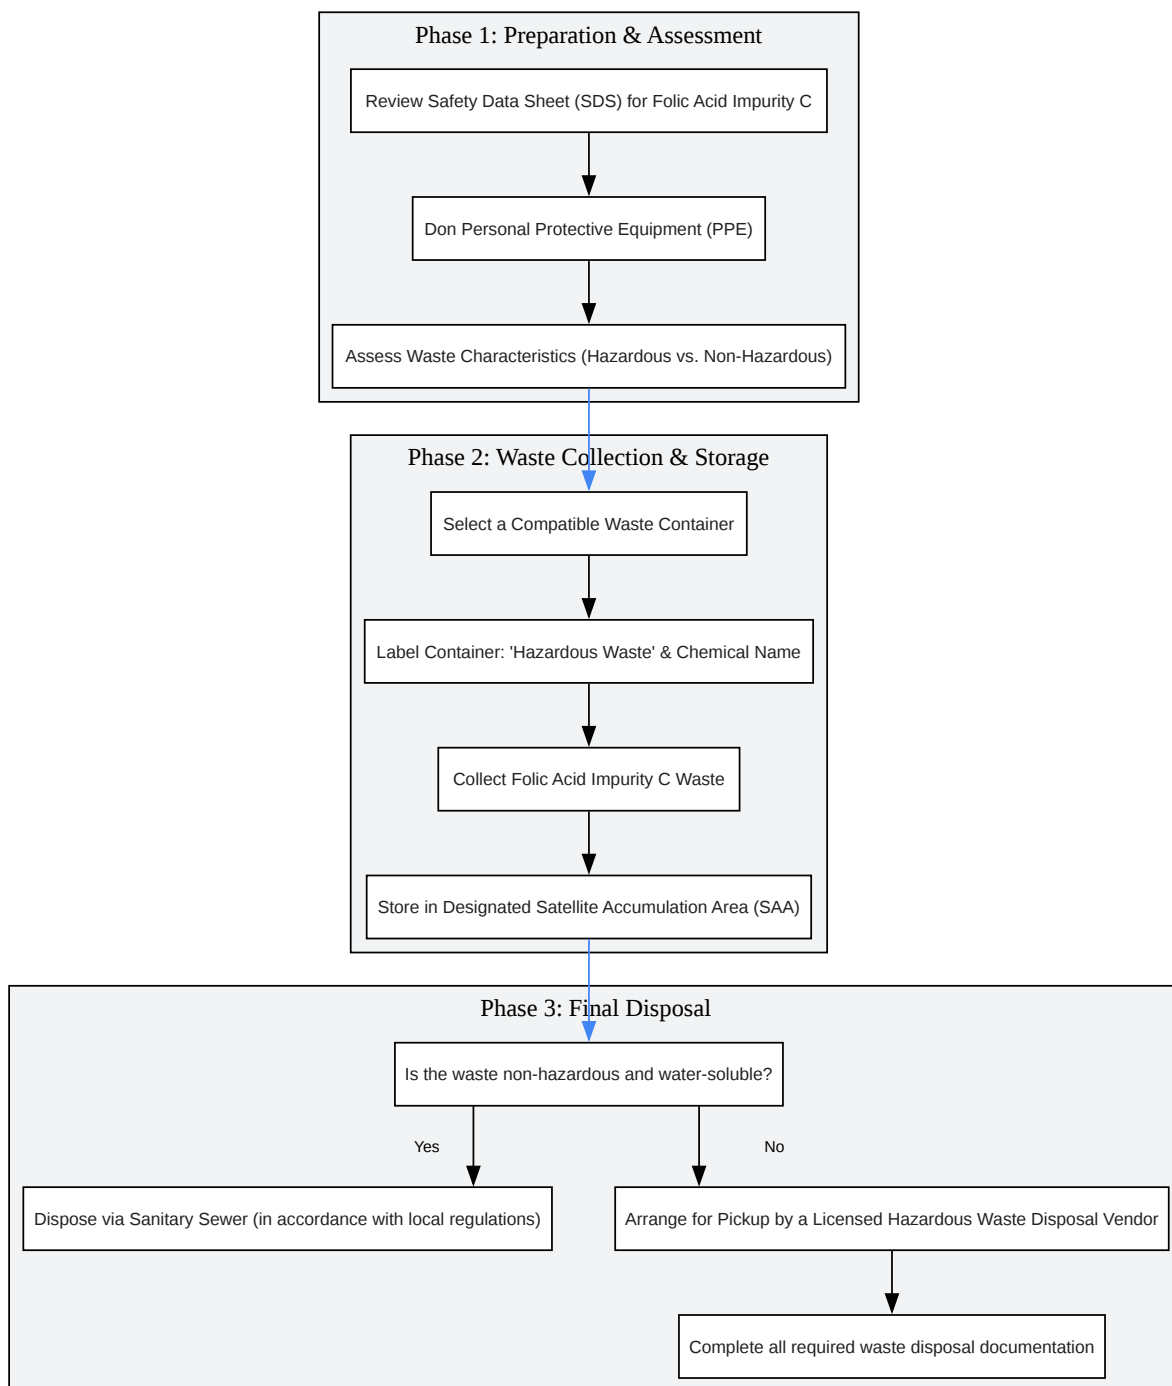 Phase 1: Preparation & Assessment
Review Safety Data Sheet (SDS) for Folic Acid Impurity C
Don Personal Protective Equipment (PPE)
Assess Waste Characteristics (Hazardous vs. Non-Hazardous)
Phase 2: Waste Collection & Storage
Select a Compatible Waste Container
Label Container: 'Hazardous Waste' & Chemical Name
Collect Folic Acid Impurity C Waste
Store in Designated Satellite Accumulation Area (SAA)
Phase 3: Final Disposal
Is the waste non-hazardous and water-soluble?
Yes
No
Dispose via Sanitary Sewer (in accordance with local regulations)
Arrange for Pickup by a Licensed Hazardous Waste Disposal Vendor
Complete all required waste disposal documentation